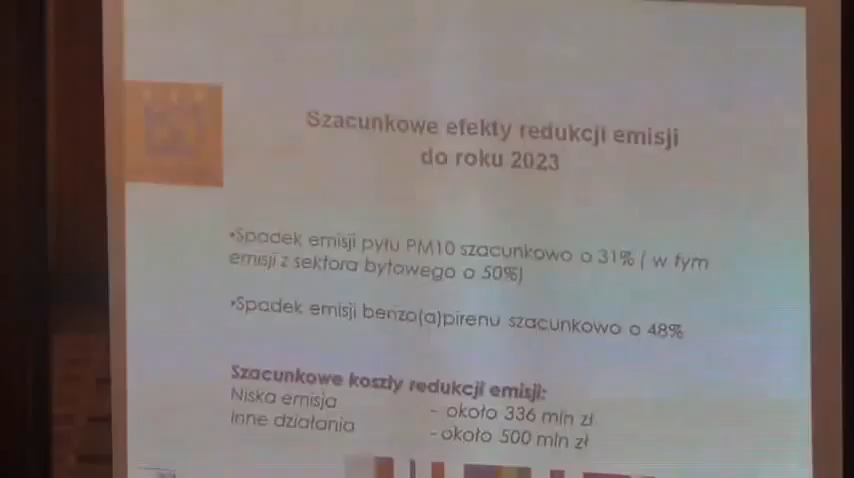 Szacunkowe efekty redukcji emisji
do roku 2023
•Spadek emisji pyłu PM10 szacunkowo o 31% ( w tym
emisji z sektora bytowego o 50%)
•Spadek emisji benzo(a)pirenu szacunkowo o 48%
Szacunkowe koszty redukcji emisji:
Niska emisja - około 336 mln zł
Inne działania - około 500 mln zł